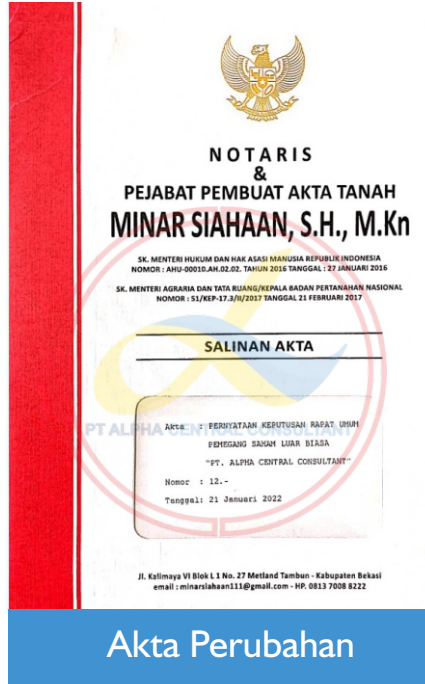 NOTARIS
&
PEJABAT PEMBUAT AKTA TANAH
MINAR SIAHAAN, S.H., M.Kn
SK. MENTERI HUKUM DAN HAK ASASI MANUSIA REPUBLIK INDONESIA
NOMOR : AHU-00010.AH.02.02. TAHUN 2016 TANGGAL : 27 JANUARI 2016
SK. MENTERI AGRARIA DAN TATA RUANG/KEPALA BADAN PERTANAHAN NASIONAL
NOMOR : 51/KEP-17.3/II/2017 TANGGAL 21 FEBRUARI 2017
SALINAN AKTA
Akta : PERNYATAAN KEPUTUSAN RAPAT UMUM
PT ALPHA CENTRAL CONSULTANT
PEMEGANG SAHAM LUAR BIASA
"PT. ALPHA CENTRAL CONSULTANT"
Nomor : 12.-
Tanggal: 21 Januari 2022
Jl. Kalimaya VI Blok L 1 No. 27 Metland Tambun - Kabupaten Bekasi
email : minarsiahaan111@gmail.com - HP. 0813 7008 8222
Akta Perubahan